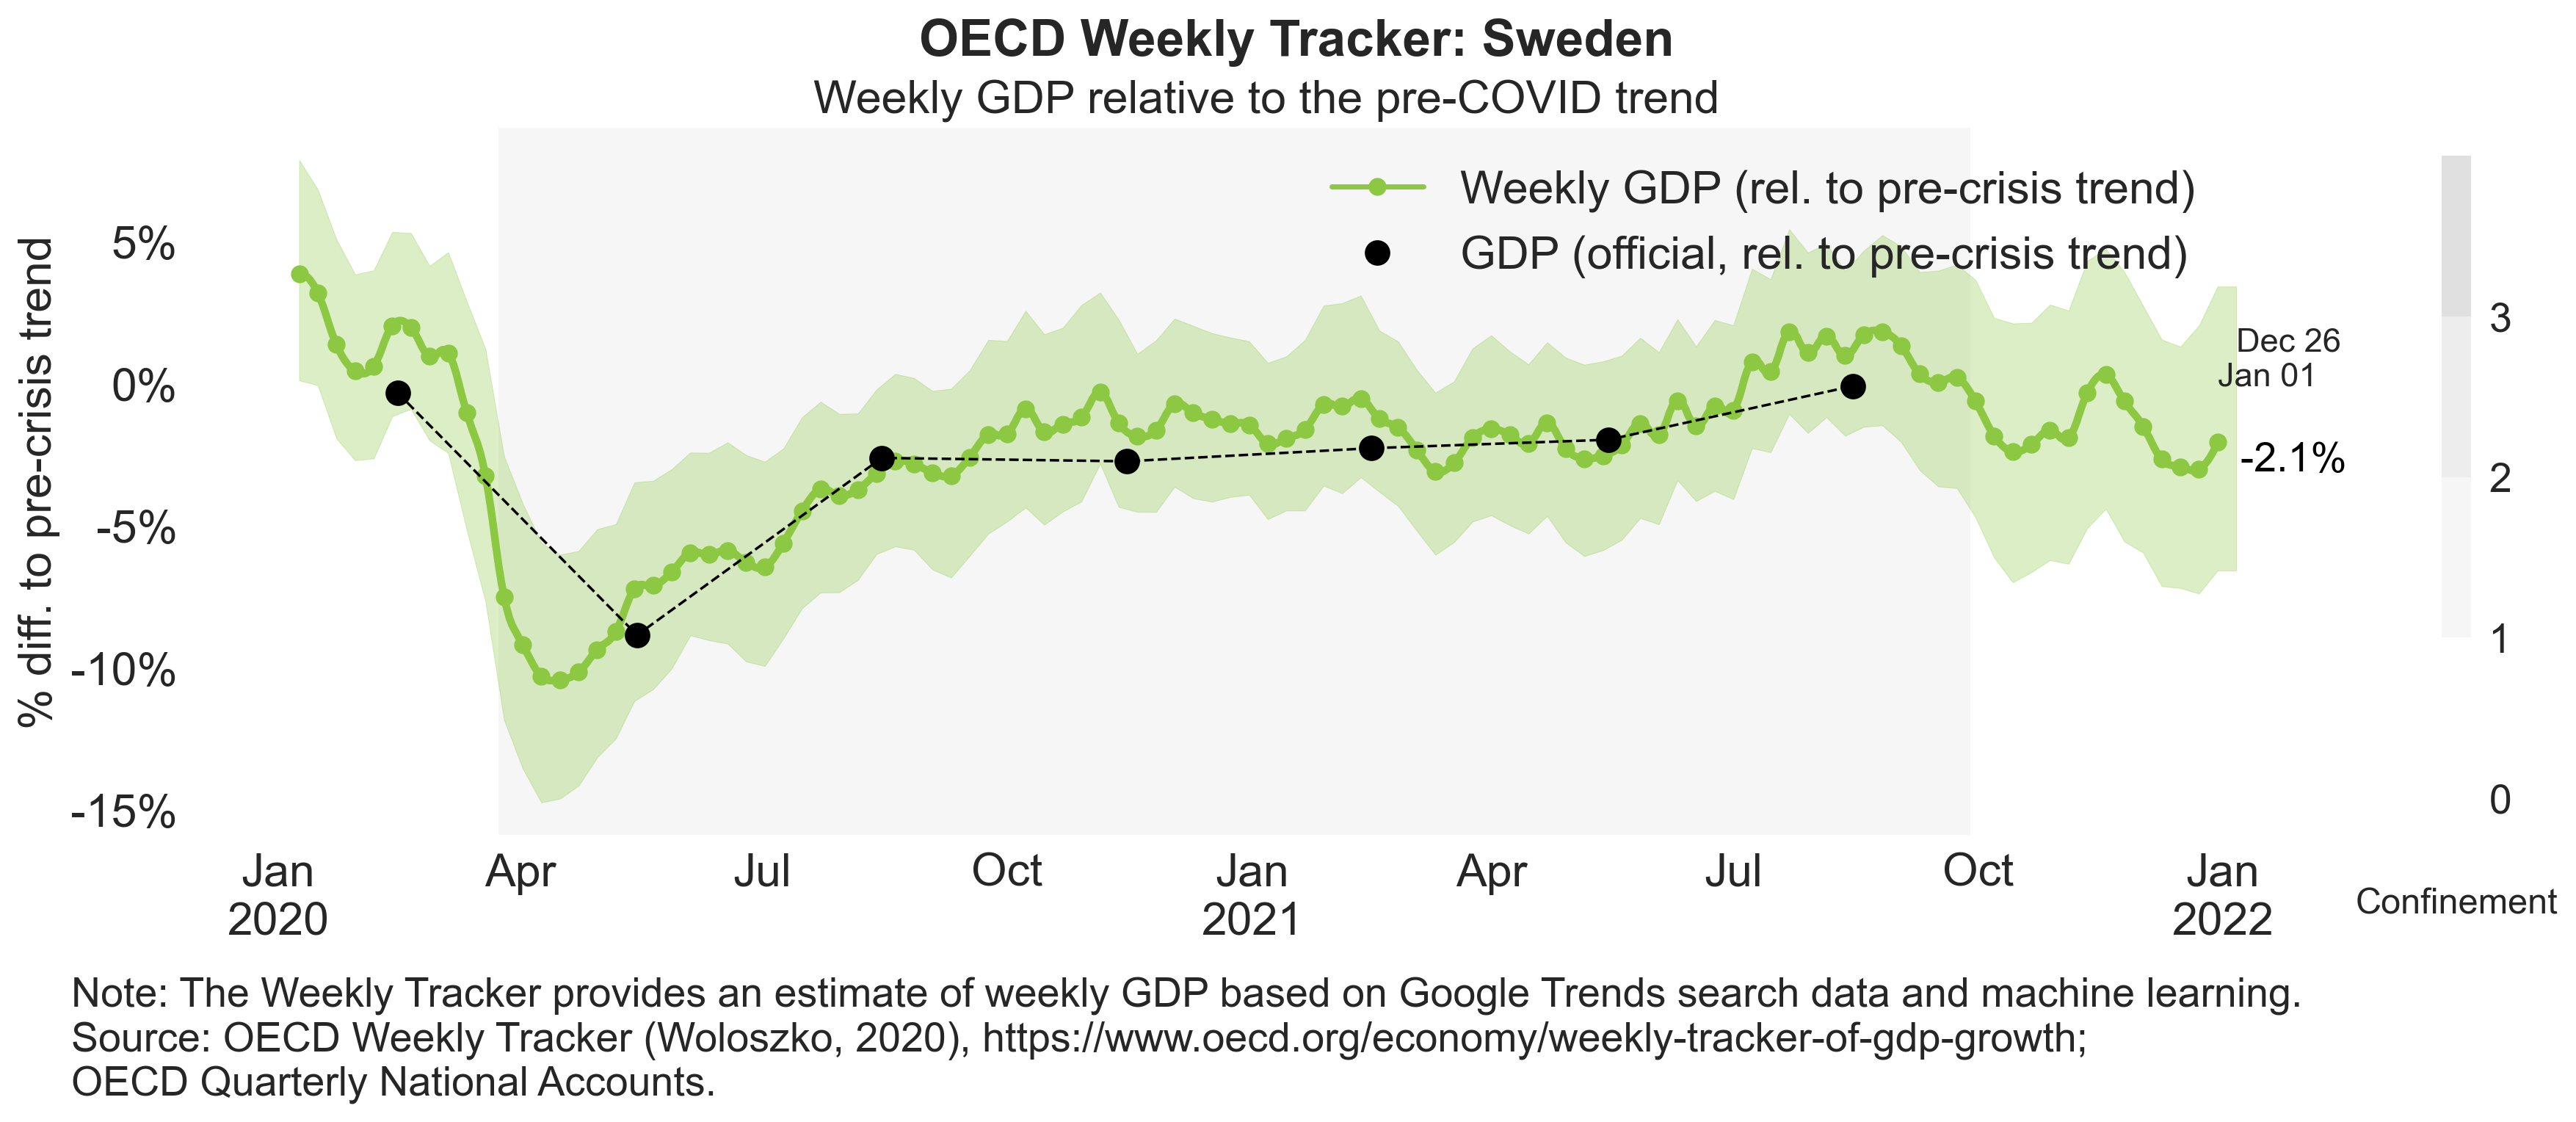 OECD Weekly Tracker: Sweden
Weekly GDP relative to the pre-COVID trend
Weekly GDP (rel. to pre-crisis trend)
GDP (official, rel. to pre-crisis trend)
% diff. to pre-crisis trend
5%
0%
-5%
-10%
-15%
Dec 26
Jan 01
-2.1%
3
2
1
0
Confinement
Jan Apr Jul Oct Jan Apr Jul Oct Jan
2020 2021 2022
Note: The Weekly Tracker provides an estimate of weekly GDP based on Google Trends search data and machine learning.
Source: OECD Weekly Tracker (Woloszko, 2020), https://www.oecd.org/economy/weekly-tracker-of-gdp-growth;
OECD Quarterly National Accounts.